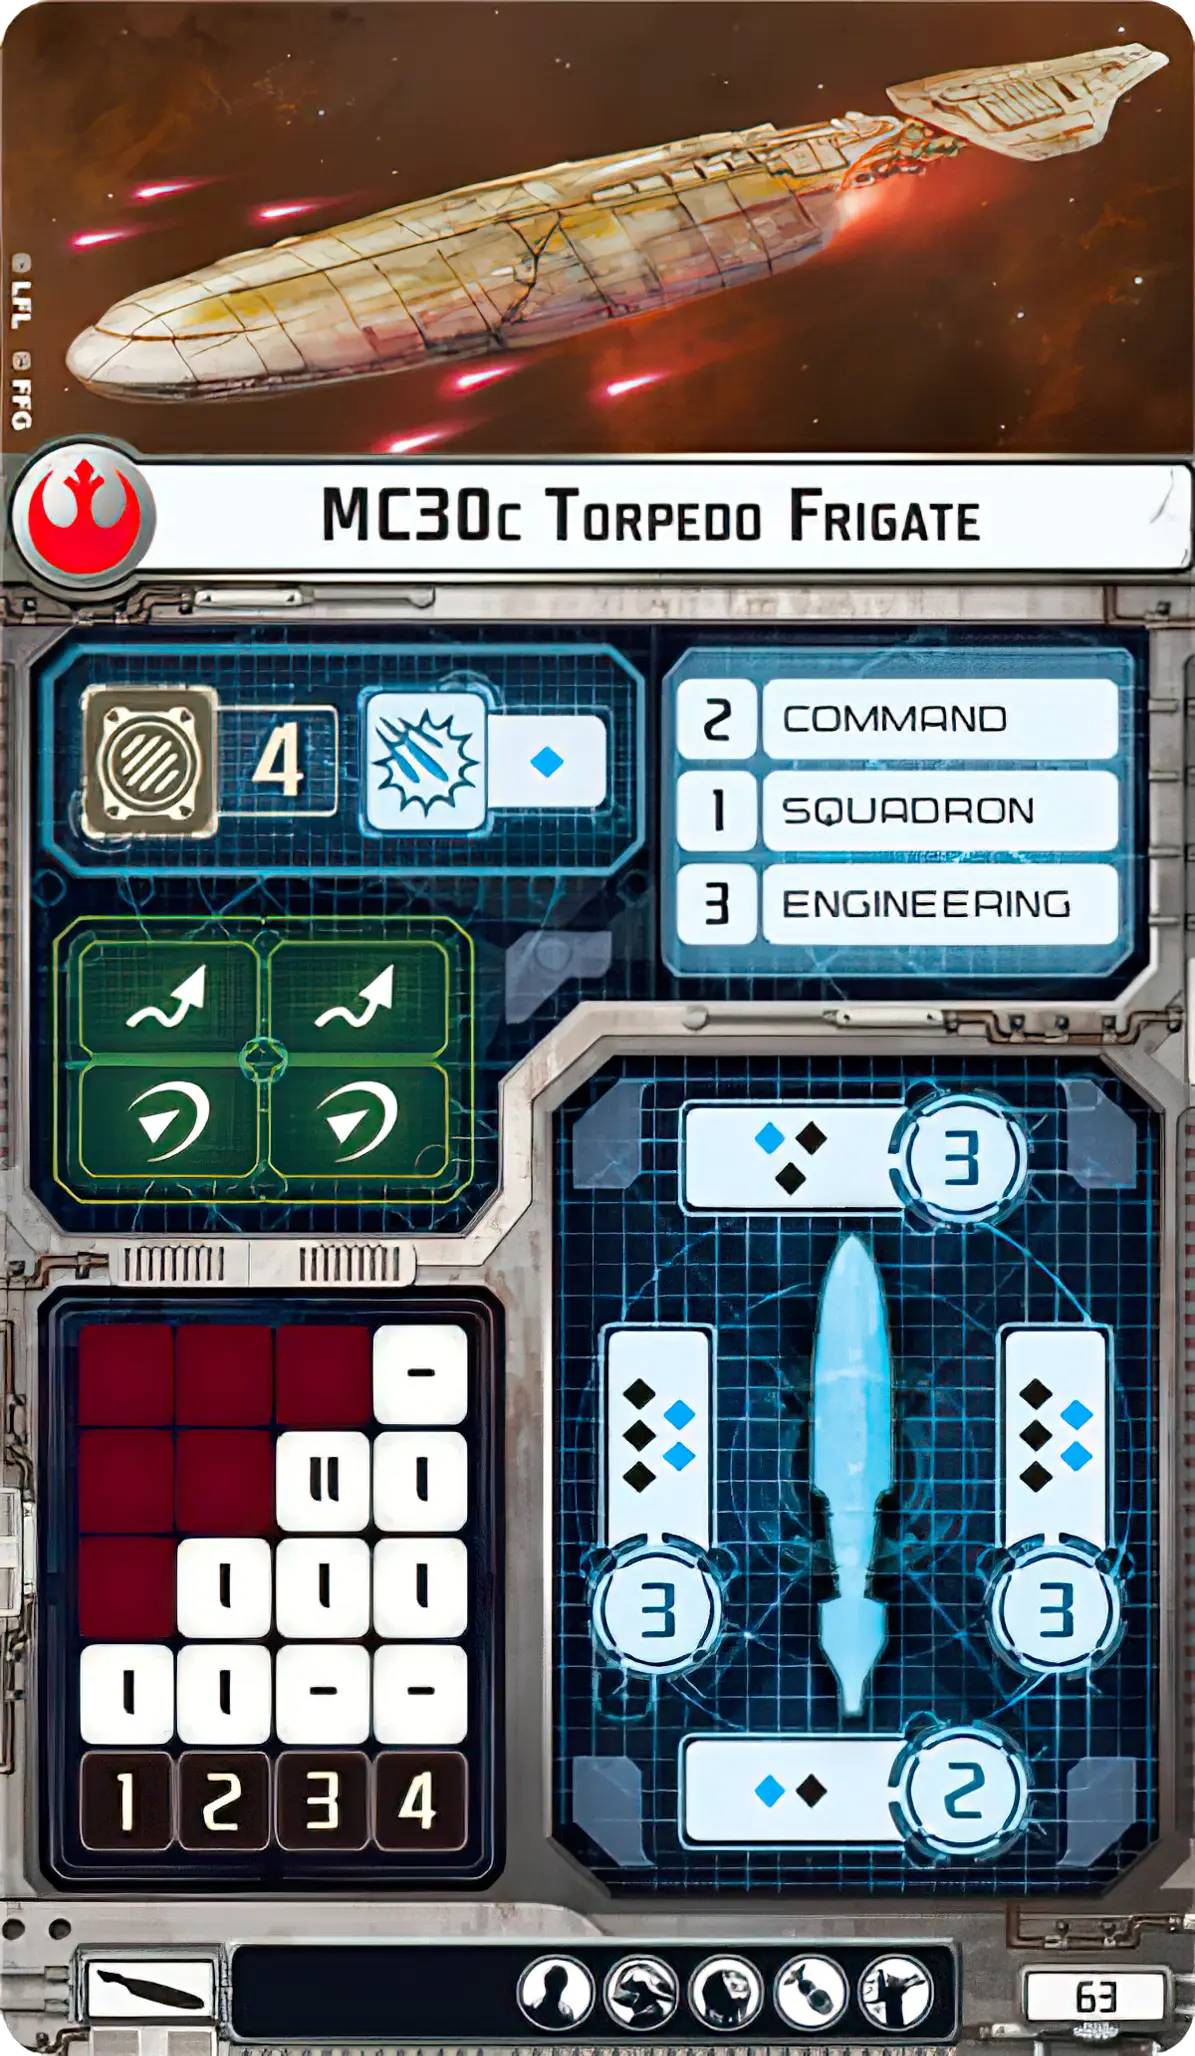 © LFL © FFG
MC30c Torpedo Frigate
4
2 COMMAND
1 SQUADRON
3 ENGINEERING
3
-
II I
I I I
I I - -
1 2 3 4
3 3
2
63